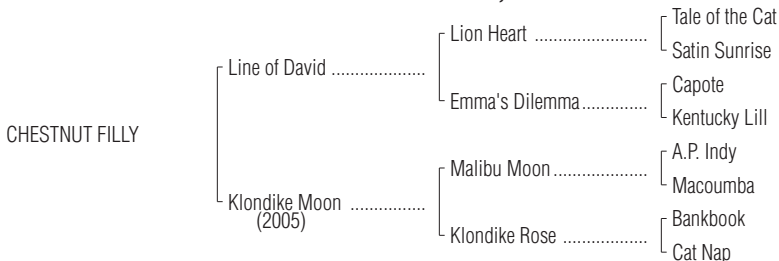 Tale of the Cat
Lion Heart ........................
Satin Sunrise
Line of David ....................
Capote
Emma's Dilemma..............
Kentucky Lill
CHESTNUT FILLY
A.P. Indy
Malibu Moon....................
Macoumba
Klondike Moon ................
(2005)
Bankbook
Klondike Rose ..................
Cat Nap